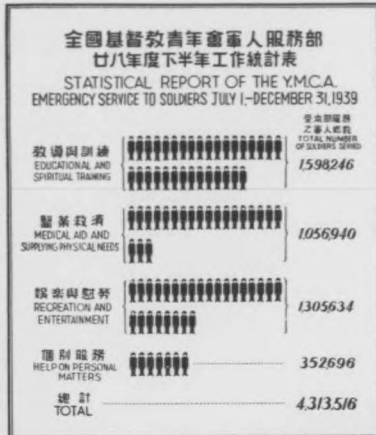 全國基督教青年會軍人服務部
廿八年度下半年工作統計表
STATISTICAL REPORT OF THE Y.M.C.A.
EMERGENCY SERVICE TO SOLDIERS JULY 1,-DECEMBER 31,1939
受本部服務
之軍人總數
TOTAL NUMBER
OF SOLDIERS SERVED
教導與訓練
EDUCATIONAL AND
SPIRITUAL TRAINING
1,598,246
醫藥救濟
MEDICAL AID AND
SUPPLYING PHYSICAL NEEDS
1,056,940
娛樂與慰勞
RECREATION AND
ENTERTAINMENT
1,305,634
個別服務
HELP ON PERSONAL
MATTERS
352,696
總計
TOTAL
4,313,516